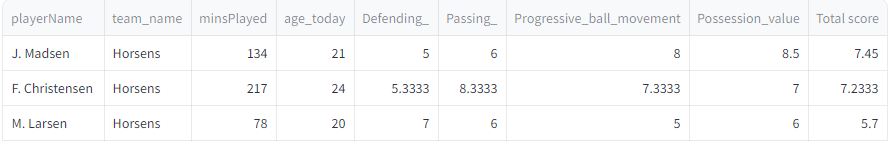 playerName team_name minsPlayed age_today Defending_ Passing_ Progressive_ball_movement Possession_value Total score
J. Madsen Horsens 134 21 5 6 8 8.5 7.45
F. Christensen Horsens 217 24 5.3333 8.3333 7.3333 7 7.2333
M. Larsen Horsens 78 20 7 6 5 6 5.7